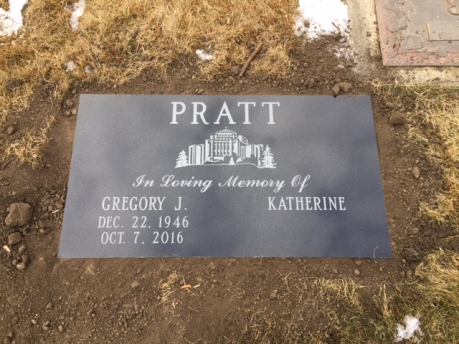 PRATT
In Loving Memory Of
GREGORY J. KATHERINE
DEC. 22, 1946
OCT. 7, 2016